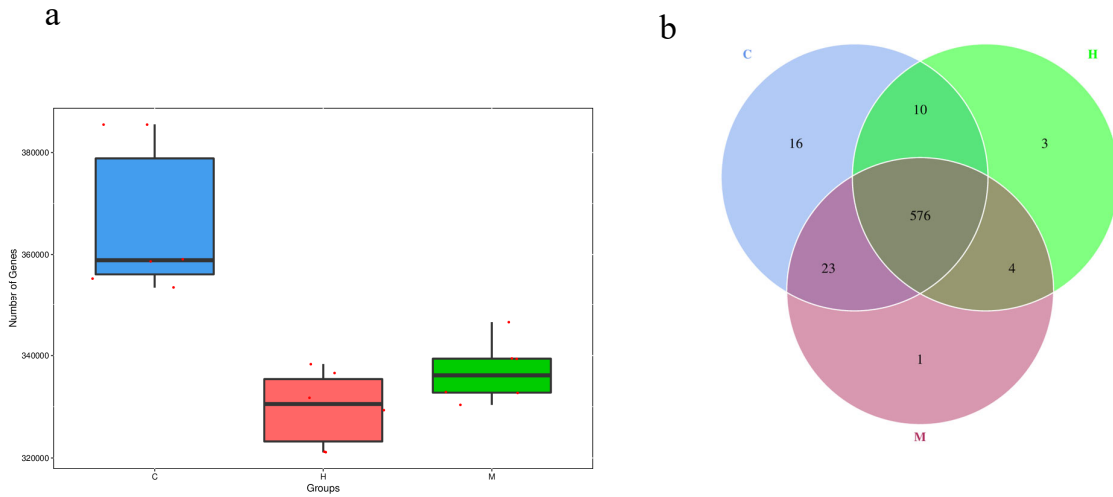 a
380000
360000
340000
320000
Number of Genes
C
H
M
Groups
b
C
H
10
16
3
576
23
4
1
M